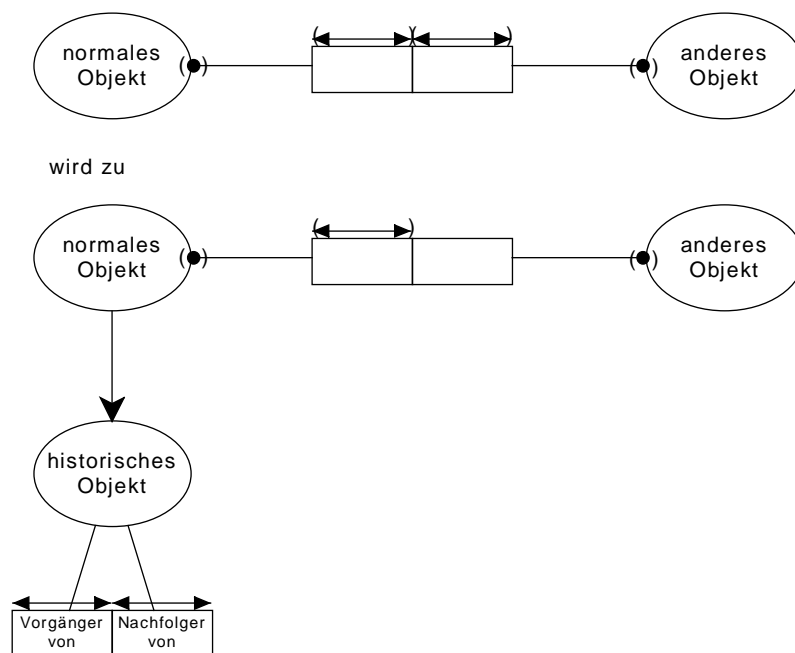 normales
Objekt
anderes
Objekt
wird zu
normales
Objekt
anderes
Objekt
historisches
Objekt
Vorgänger
von
Nachfolger
von